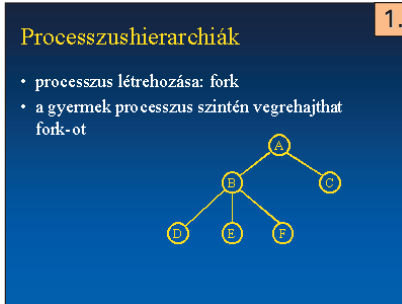 1.
Processzushierarchiák
• processzus létrehozása: fork
• a gyermek processzus szintén vegrehajthat
fork-ot
A
B
C
D
E
F